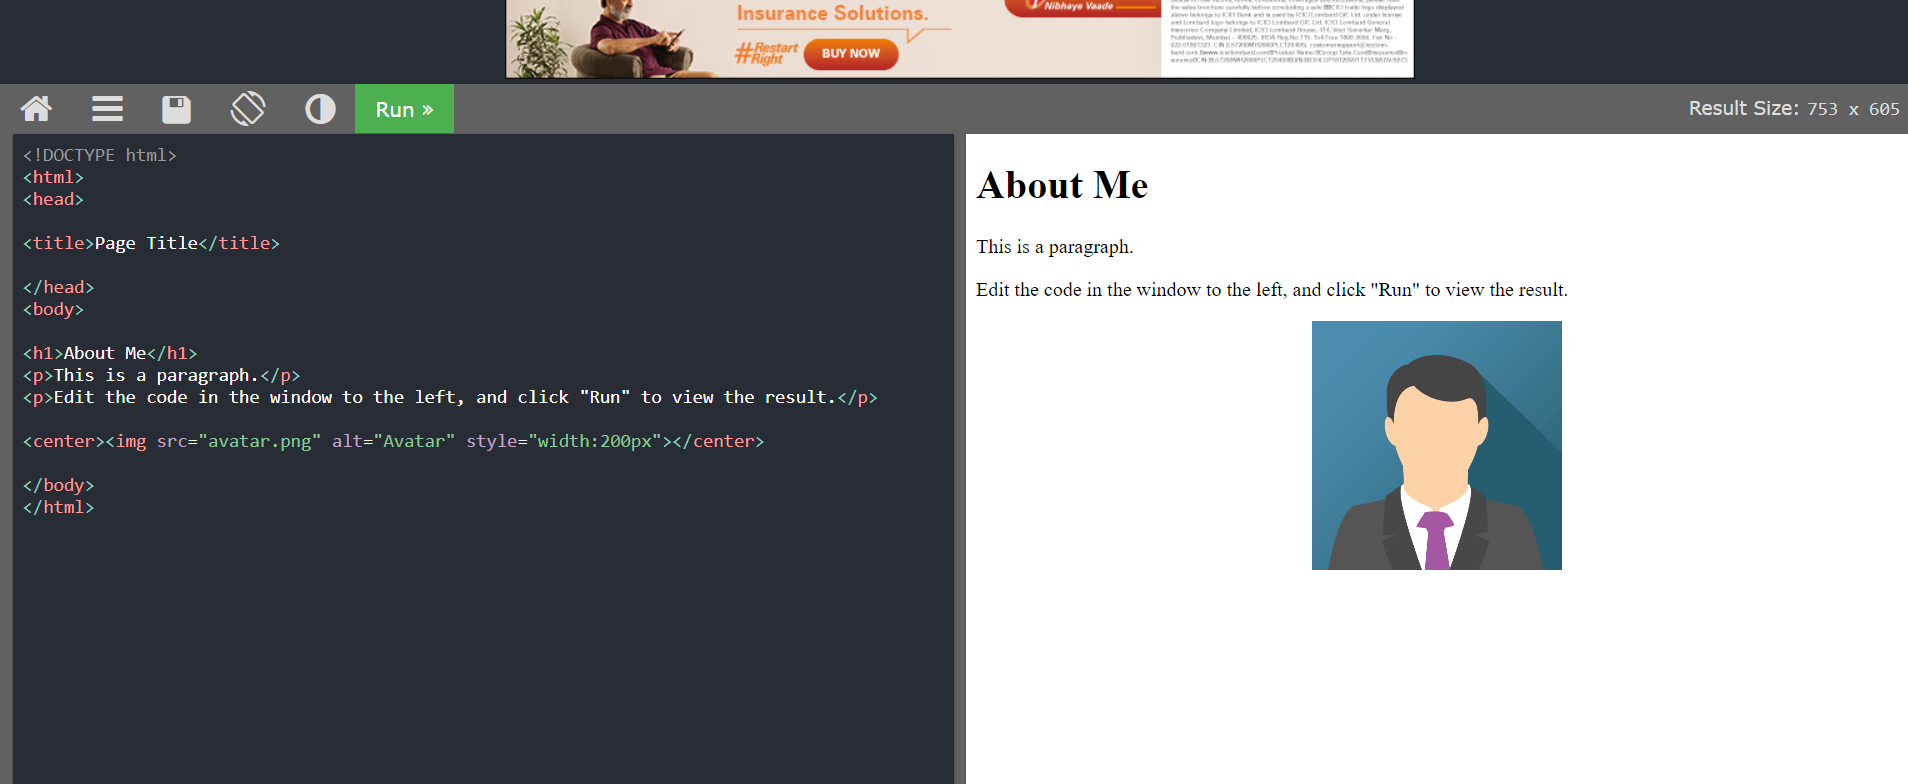 Insurance Solutions.
#Restart
Right
BUY NOW
Nibhaye Vaade
Run »
Result Size: 753 x 605
<!DOCTYPE html>
<html>
<head>
<title>Page Title</title>
</head>
<body>
<h1>About Me</h1>
<p>This is a paragraph.</p>
<p>Edit the code in the window to the left, and click "Run" to view the result.</p>
<center><img src="avatar.png" alt="Avatar" style="width:200px"></center>
</body>
</html>
About Me
This is a paragraph.
Edit the code in the window to the left, and click "Run" to view the result.